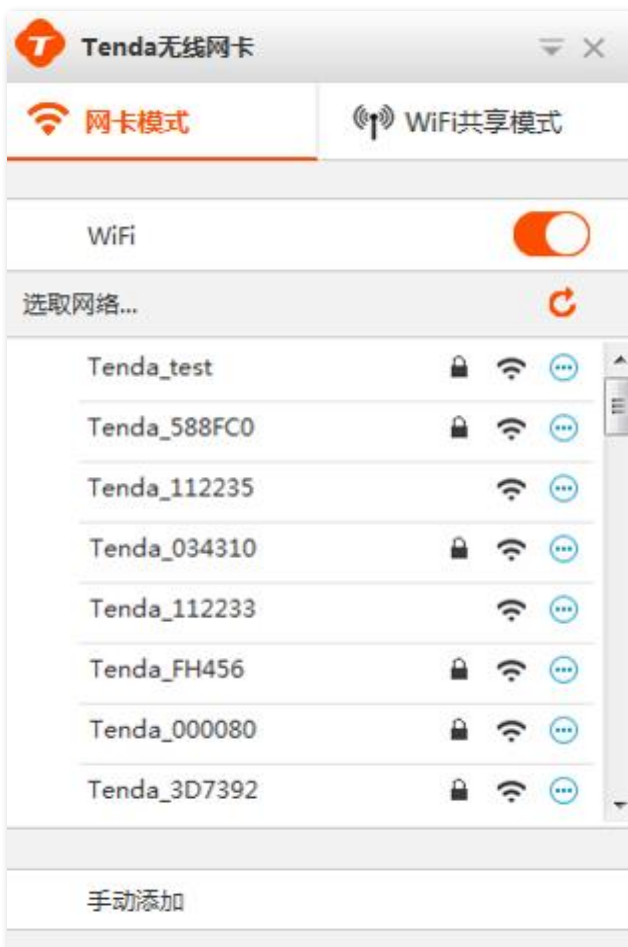 Tenda无线网卡
网卡模式 WiFi共享模式
WiFi
选取网络...
Tenda_test
Tenda_588FC0
Tenda_112235
Tenda_034310
Tenda_112233
Tenda_FH456
Tenda_000080
Tenda_3D7392
手动添加